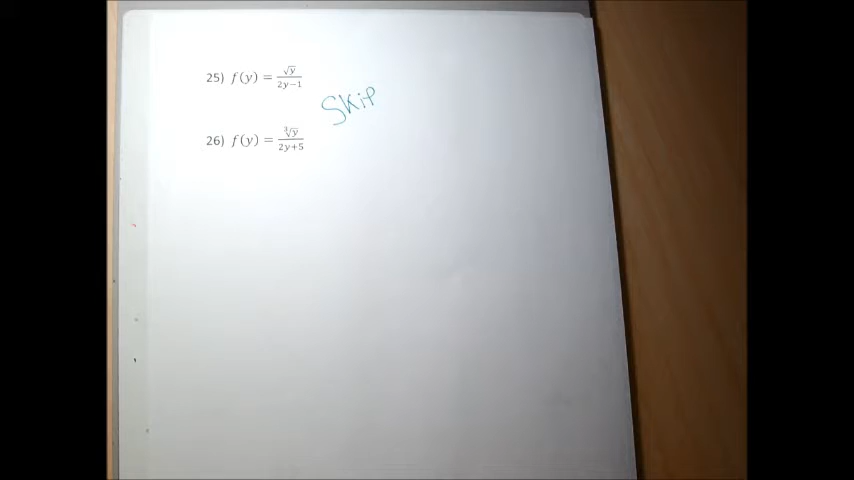 25) f(y) = √y / 2y−1
Skip
26) f(y) = ∛y / 2y+5